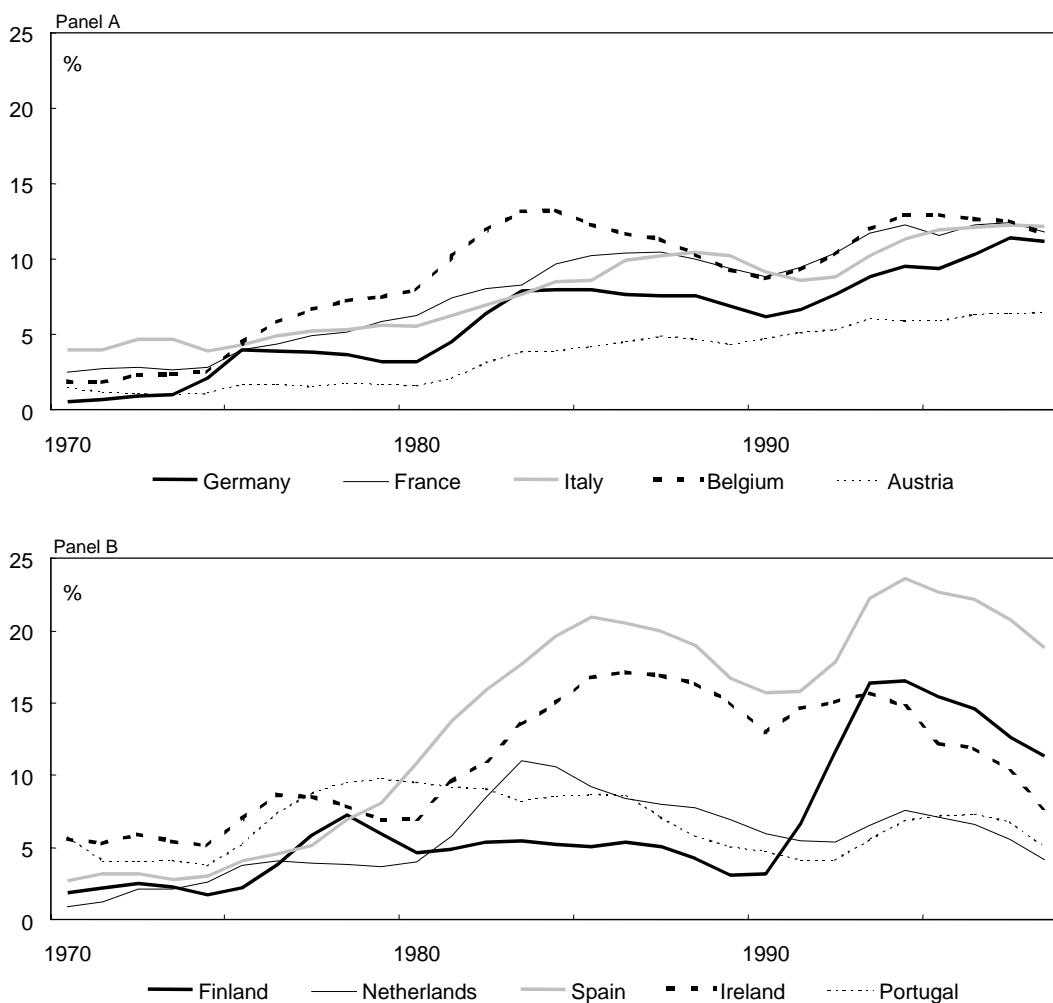 Panel A
25
%
20
15
10
5
0
1970 1980 1990
Germany France Italy Belgium Austria
Panel B
25
%
20
15
10
5
0
1970 1980 1990
Finland Netherlands Spain Ireland Portugal